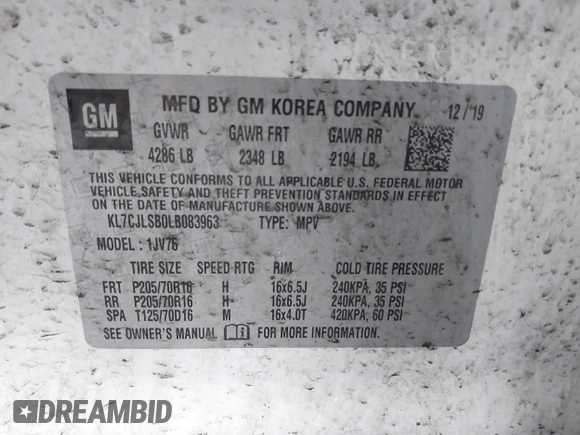 GM
MFD BY GM KOREA COMPANY 12/19
GVWR GAWR FRT GAWR RR
4286 LB 2348 LB 2194 LB
THIS VEHICLE CONFORMS TO ALL APPLICABLE U.S. FEDERAL MOTOR
VEHICLE SAFETY AND THEFT PREVENTION STANDARDS IN EFFECT
ON THE DATE OF MANUFACTURE SHOWN ABOVE.
KL7CJLSB0LB083963 TYPE: MPV
MODEL: 1JV76
TIRE SIZE SPEED RTG RIM COLD TIRE PRESSURE
FRT P205/70R16 H 16x6.5J 240KPA, 35 PSI
RR P205/70R16 H 16x6.5J 240KPA, 35 PSI
SPA T125/70D16 M 16x4.0T 420KPA, 60 PSI
SEE OWNER'S MANUAL FOR MORE INFORMATION.
DREAMBID